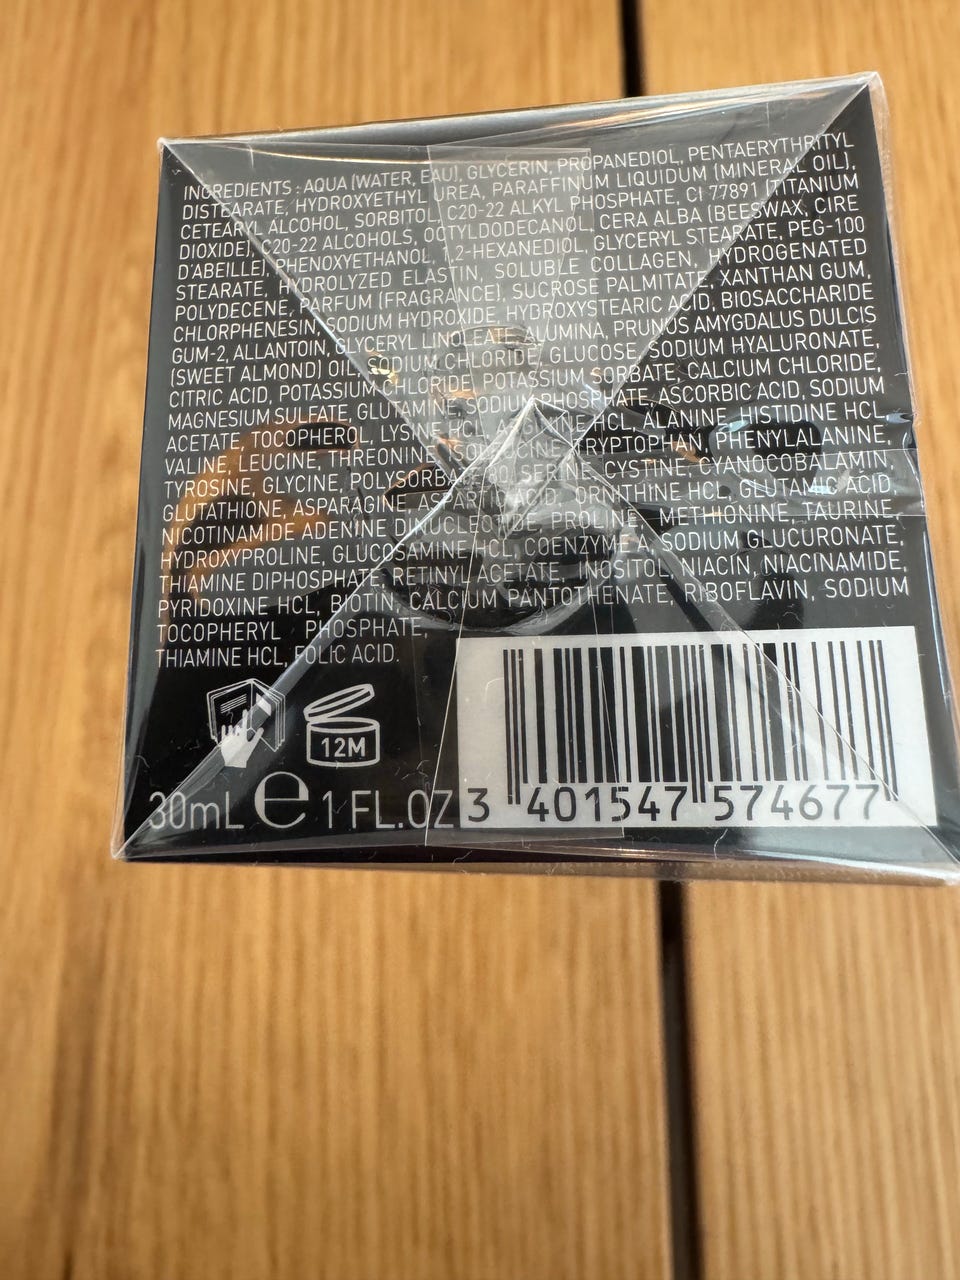 INGREDIENTS : AQUA (WATER, EAU), GLYCERIN, PROPANEDIOL, PENTAERYTHRITYL
DISTEARATE, HYDROXYETHYL UREA, PARAFFINUM LIQUIDUM (MINERAL OIL),
CETEARYL ALCOHOL, SORBITOL, C20-22 ALKYL PHOSPHATE, CI 77891 (TITANIUM
DIOXIDE), C20-22 ALCOHOLS, OCTYLDODECANOL, CERA ALBA (BEESWAX, CIRE
D'ABEILLE), PHENOXYETHANOL, 1,2-HEXANEDIOL, GLYCERYL STEARATE, PEG-100
STEARATE, HYDROLYZED ELASTIN, SOLUBLE COLLAGEN, HYDROGENATED
POLYDECENE, PARFUM (FRAGRANCE), SUCROSE PALMITATE, XANTHAN GUM,
CHLORPHENESIN, SODIUM HYDROXIDE, HYDROXYSTEARIC ACID, BIOSACCHARIDE
GUM-2, ALLANTOIN, GLYCERYL LINOLEATE, ALUMINA, PRUNUS AMYGDALUS DULCIS
(SWEET ALMOND) OIL, SODIUM CHLORIDE, GLUCOSE, SODIUM HYALURONATE,
CITRIC ACID, POTASSIUM CHLORIDE, POTASSIUM SORBATE, CALCIUM CHLORIDE,
MAGNESIUM SULFATE, GLUTAMINE, SODIUM PHOSPHATE, ASCORBIC ACID, SODIUM
ACETATE, TOCOPHEROL, LYSINE HCL, HCL, ALANINE, HISTIDINE HCL,
VALINE, LEUCINE, THREONINE, ISOLEUCINE, TRYPTOPHAN, PHENYLALANINE,
TYROSINE, GLYCINE, SERINE, CYSTINE, CYANOCOBALAMIN,
GLUTATHIONE, ASPARAGINE, ASPARTIC ACID, ORNITHINE HCL, GLUTAMIC ACID,
NICOTINAMIDE ADENINE DINUCLEOTIDE, PROLINE, METHIONINE, TAURINE,
HYDROXYPROLINE, GLUCOSAMINE HCL, COENZYME A, SODIUM GLUCURONATE,
THIAMINE DIPHOSPHATE, RETINYL ACETATE, INOSITOL, NIACIN, NIACINAMIDE,
PYRIDOXINE HCL, BIOTIN, CALCIUM PANTOTHENATE, RIBOFLAVIN, SODIUM
TOCOPHERYL PHOSPHATE,
THIAMINE HCL, FOLIC ACID.
12M
30mL e 1 FL.OZ
3 401547 574677